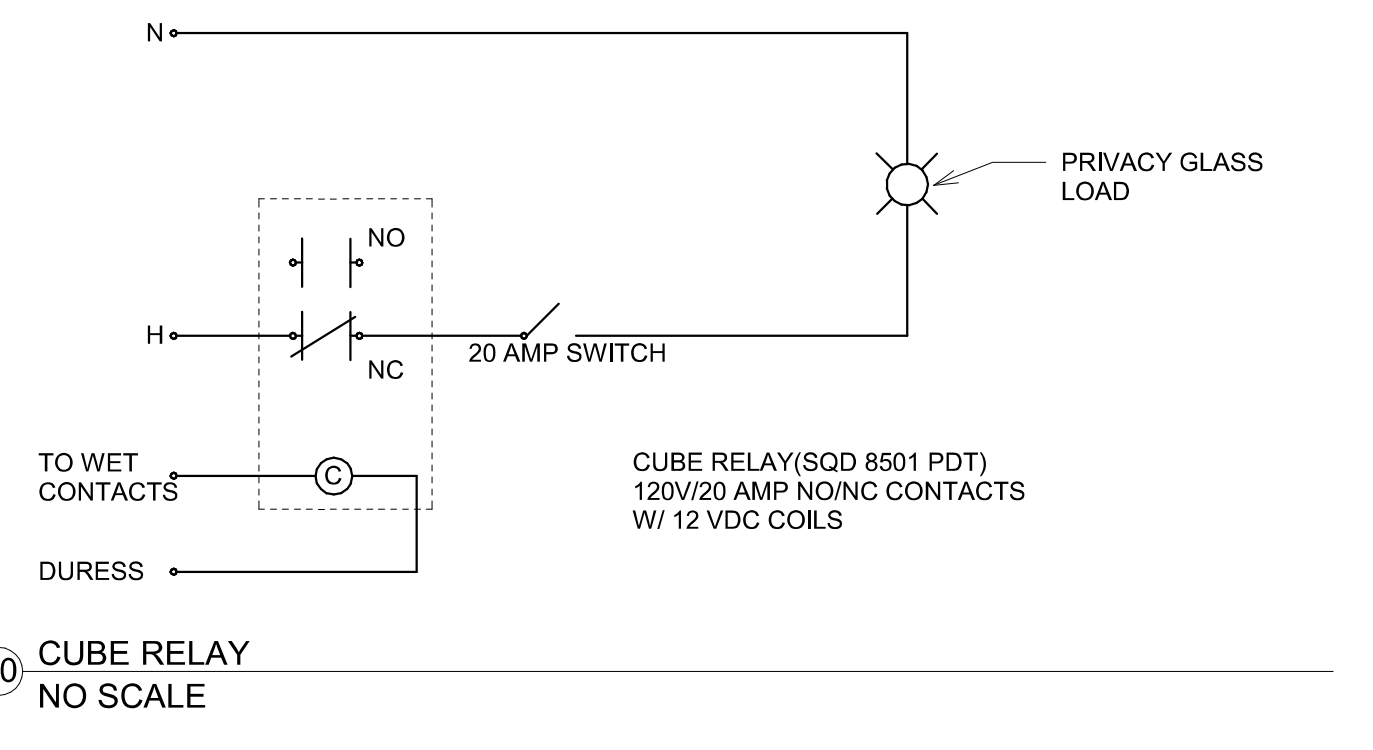 N
PRIVACY GLASS
LOAD
NO
H
20 AMP SWITCH
NC
TO WET
CONTACTS
C
CUBE RELAY(SQD 8501 PDT)
120V/20 AMP NO/NC CONTACTS
W/ 12 VDC COILS
DURESS
0
CUBE RELAY
NO SCALE